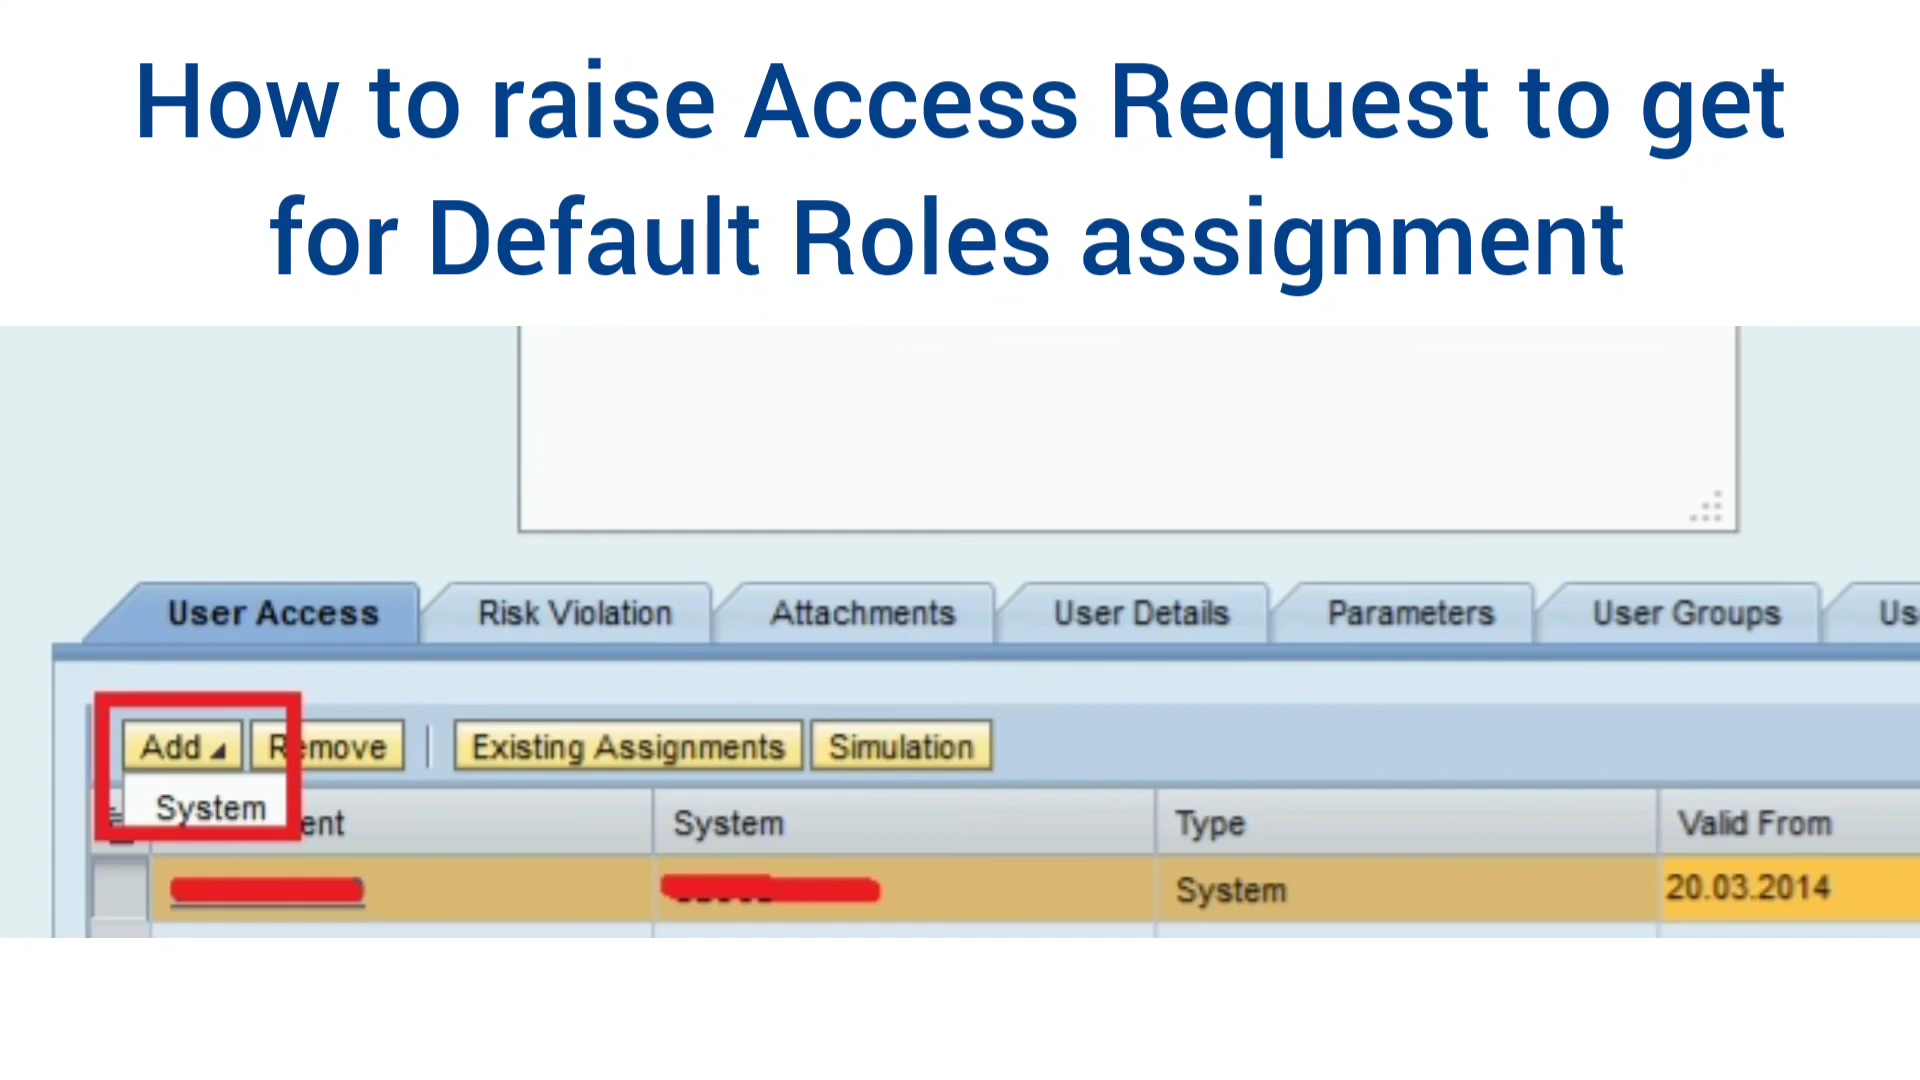 How to raise Access Request to get
for Default Roles assignment
User Access Risk Violation Attachments User Details Parameters User Groups
Add Remove Existing Assignments Simulation
System
System Type Valid From
System 20.03.2014